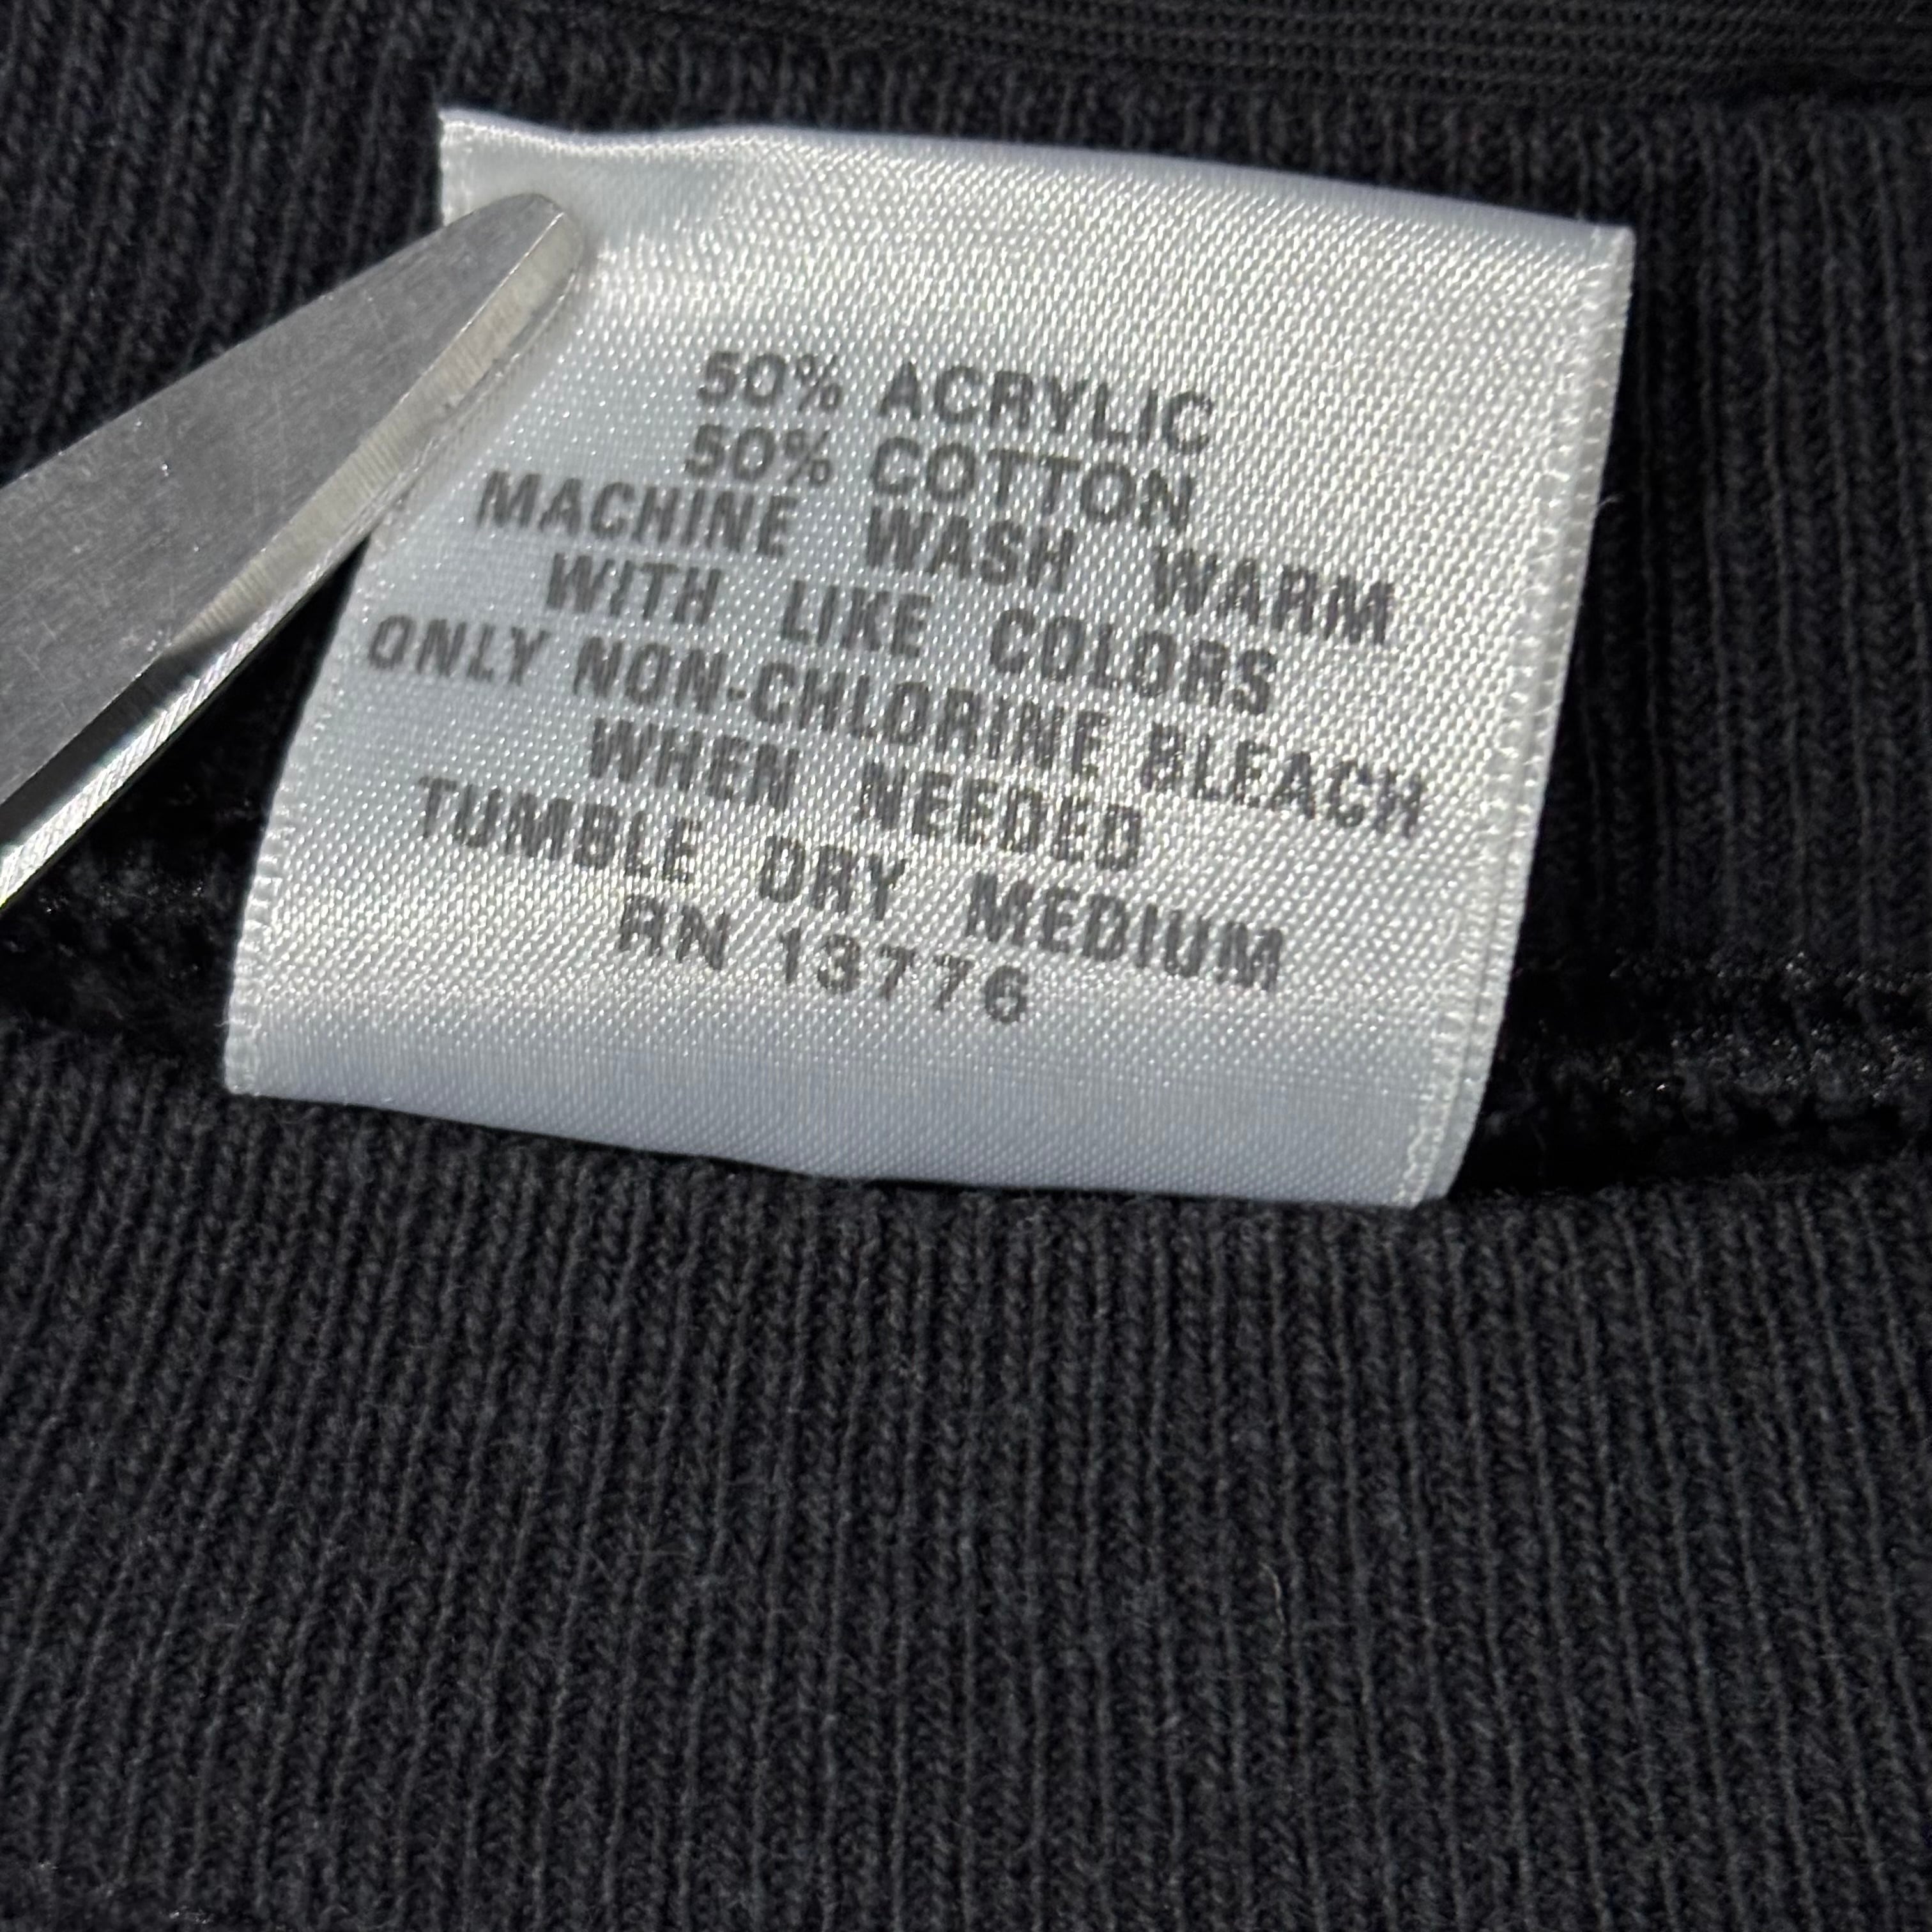 50% ACRYLIC
50% COTTON
MACHINE WASH WARM
WITH LIKE COLORS
ONLY NON-CHLORINE BLEACH
WHEN NEEDED
TUMBLE DRY MEDIUM
RN 13776